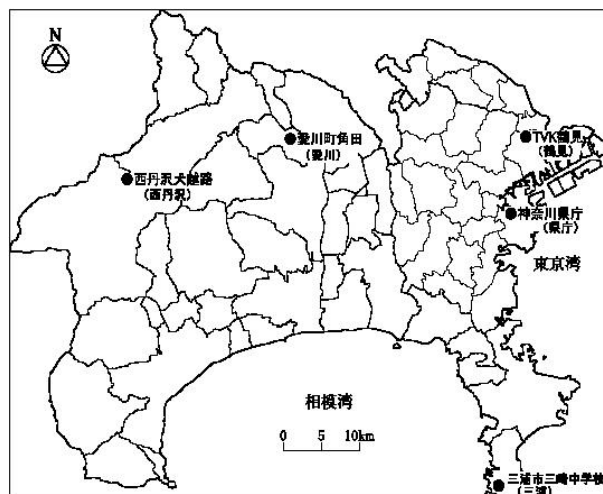 N
愛川町角田
(愛川)
TVK鶴見
(鶴見)
西丹沢犬越路
(西丹沢)
神奈川県庁
(県庁)
東京湾
相模湾
0 5 10km
三浦市三崎中学校
(三浦)